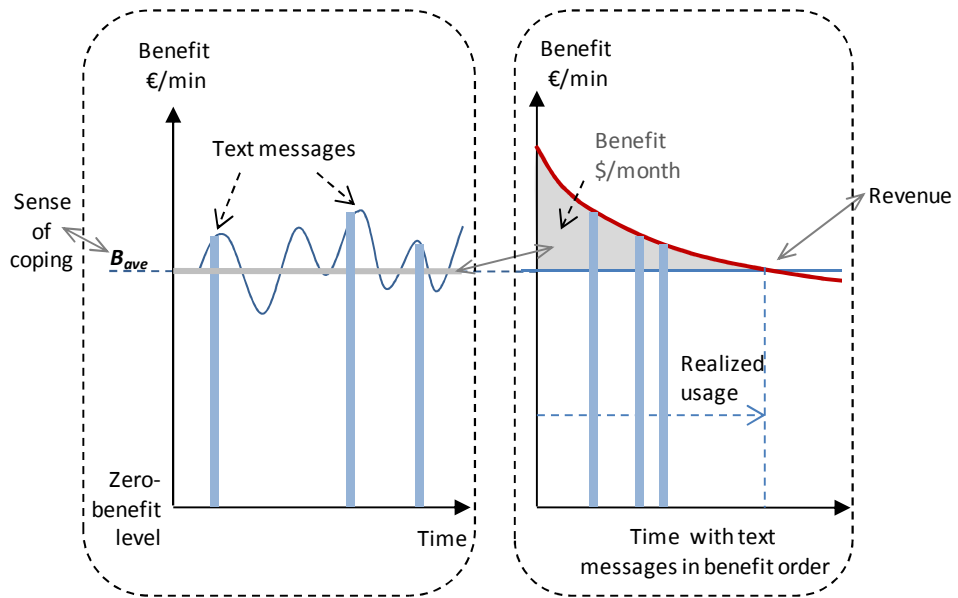 Benefit
€/min
Text messages
Sense
of
coping
Bave
Zero-
benefit
level
Time
Benefit
€/min
Benefit
$/month
Revenue
Realized
usage
Time with text
messages in benefit order